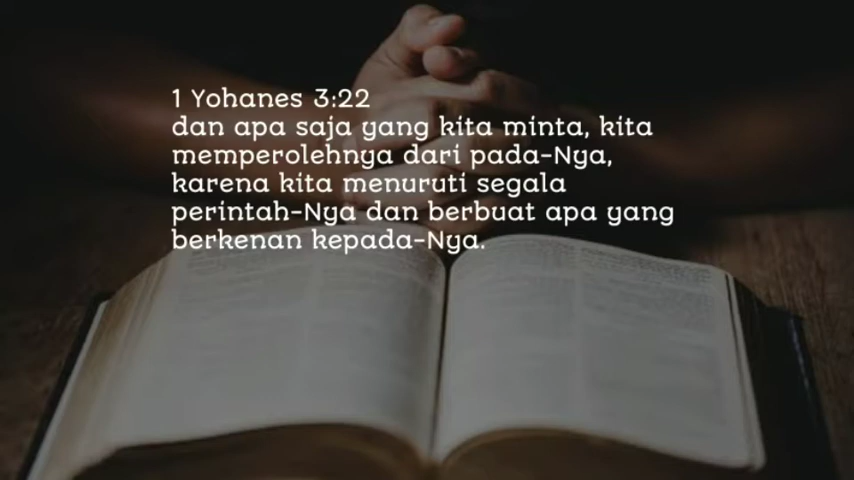 1 Yohanes 3:22
dan apa saja yang kita minta, kita
memperolehnya dari pada-Nya,
karena kita menuruti segala
perintah-Nya dan berbuat apa yang
berkenan kepada-Nya.